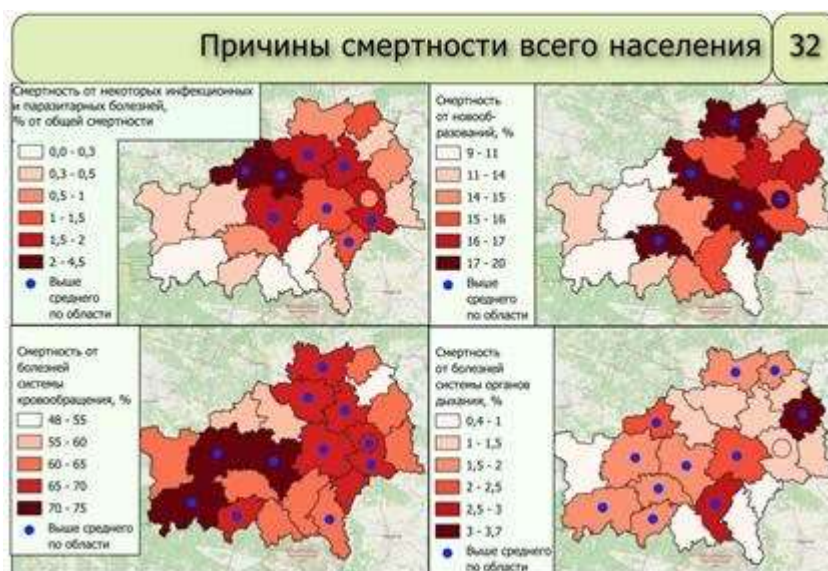 Причины смертности всего населения
32
Смертность от некоторых инфекционных
и паразитарных болезней,
% от общей смертности
0,0 - 0,3
0,3 - 0,5
0,5 - 1
1 - 1,5
1,5 - 2
2 - 4,5
Выше
среднего
по области
Смертность
от новооб-
разований, %
9 - 11
11 - 14
14 - 15
15 - 16
16 - 17
17 - 20
Выше
среднего
по области
Смертность от
болезней
системы
кровообращения, %
48 - 55
55 - 60
60 - 65
65 - 70
70 - 75
Выше среднего
по области
Смертность
от болезней
системы органов
дыхания, %
0,4 - 1
1 - 1,5
1,5 - 2
2 - 2,5
2,5 - 3
3 - 3,7
Выше среднего
по области